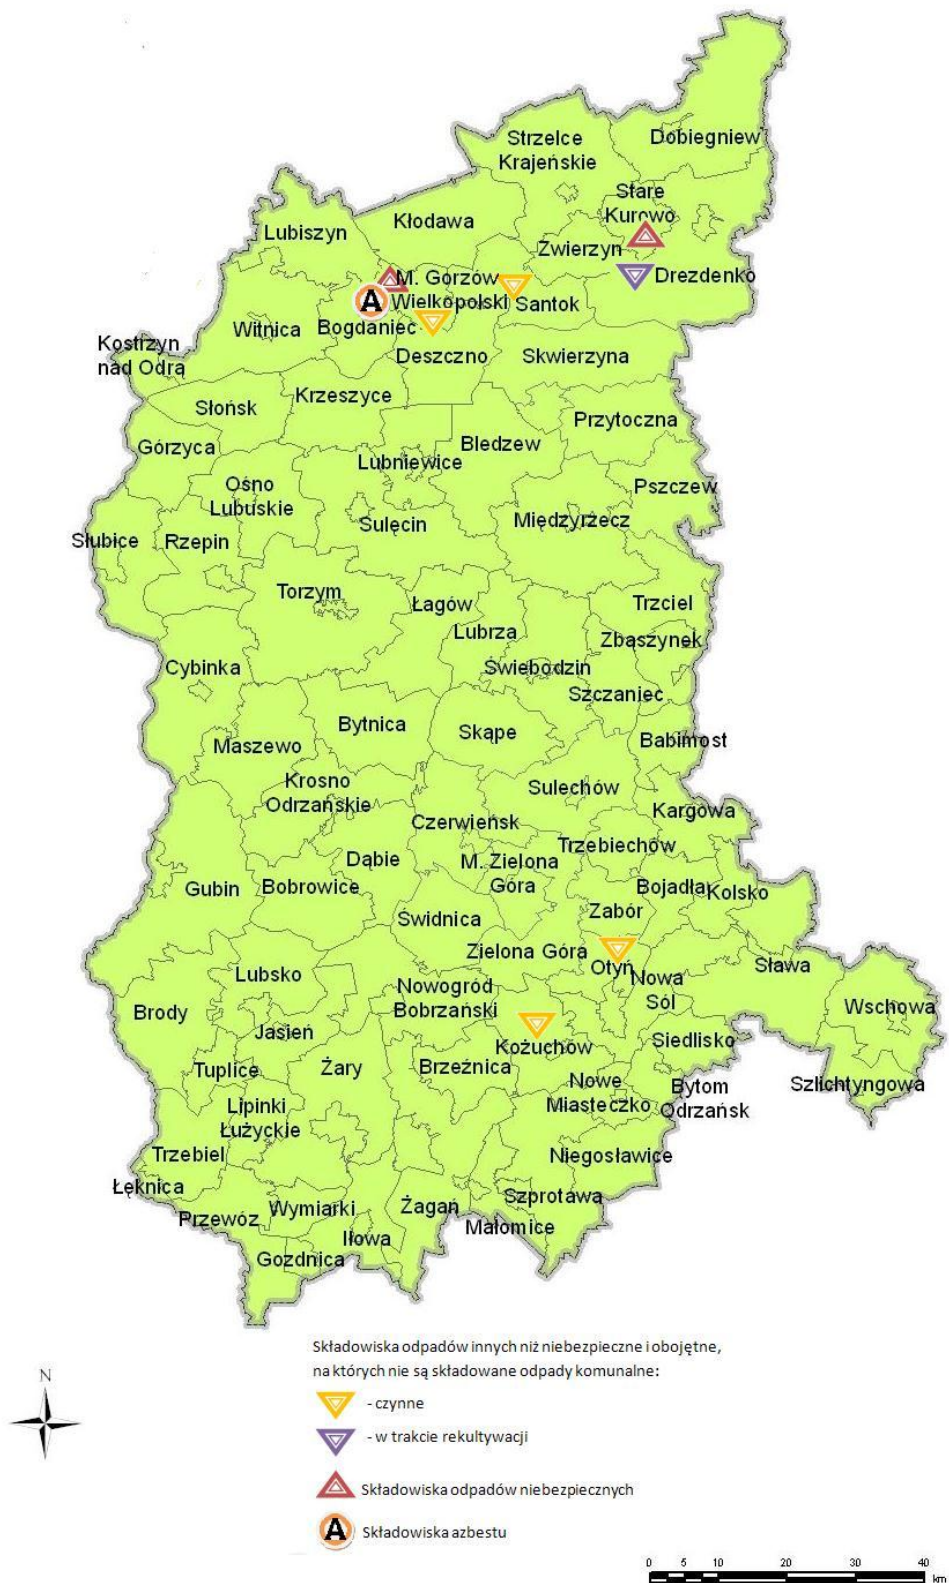 Dobiegniew
Strzelce
Krajeńskie
Stare
Kurowo
Kłodawa
Lubiszyn
Zwierzyn
Drezdenko
M. Gorzów
Wielkopolski
Santok
A
Witnica
Bogdaniec
Kostrzyn
nad Odrą
Deszczno
Skwierzyna
Krzeszyce
Słońsk
Przytoczna
Górzyca
Bledzew
Lubniewice
Ośno
Lubuskie
Pszczew
Sulęcin
Międzyrzecz
Słubice
Rzepin
Torzym
Łagów
Trzciel
Lubrza
Zbąszynek
Cybinka
Świebodzin
Szczaniec
Bytnica
Skąpe
Babimost
Maszewo
Krosno
Odrzańskie
Sulechów
Kargowa
Czerwieńsk
Trzebiechów
Dąbie
M. Zielona
Góra
Gubin
Bobrowice
Bojadła
Kolsko
Zabór
Świdnica
Zielona Góra
Otyń
Sława
Lubsko
Nowogród
Bobrzański
Nowa
Sól
Brody
Wschowa
Jasień
Kożuchów
Siedlisko
Tuplice
Żary
Brzeźnica
Nowe
Miasteczko
Bytom
Odrzańsk
Szlichtyngowa
Lipinki
Łużyckie
Trzebiel
Niegosławice
Łęknica
Szprotawa
Przewóz
Wymiarki
Żagań
Małomice
Iłowa
Gozdnica
Składowiska odpadów innych niż niebezpieczne i obojętne,
na których nie są składowane odpady komunalne:
N
- czynne
- w trakcie rekultywacji
Składowiska odpadów niebezpiecznych
A Składowiska azbestu
0 5 10 20 30 40
km